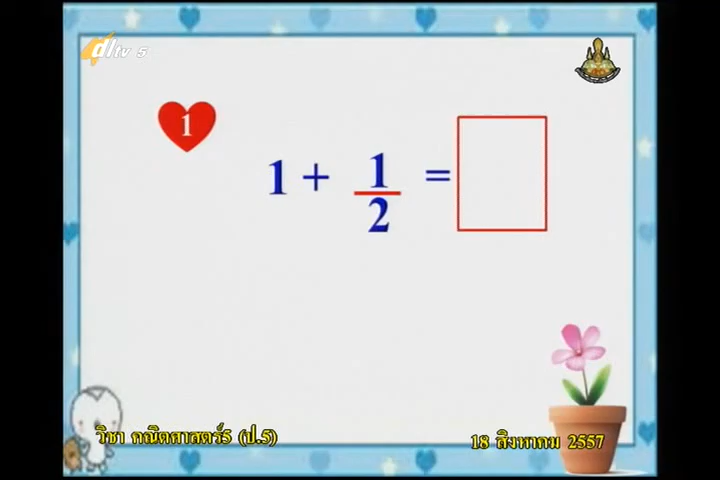 dltv 5
1
1 + 1/2 =
วิชา คณิตศาสตร์5 (ป.5)
18 สิงหาคม 2557